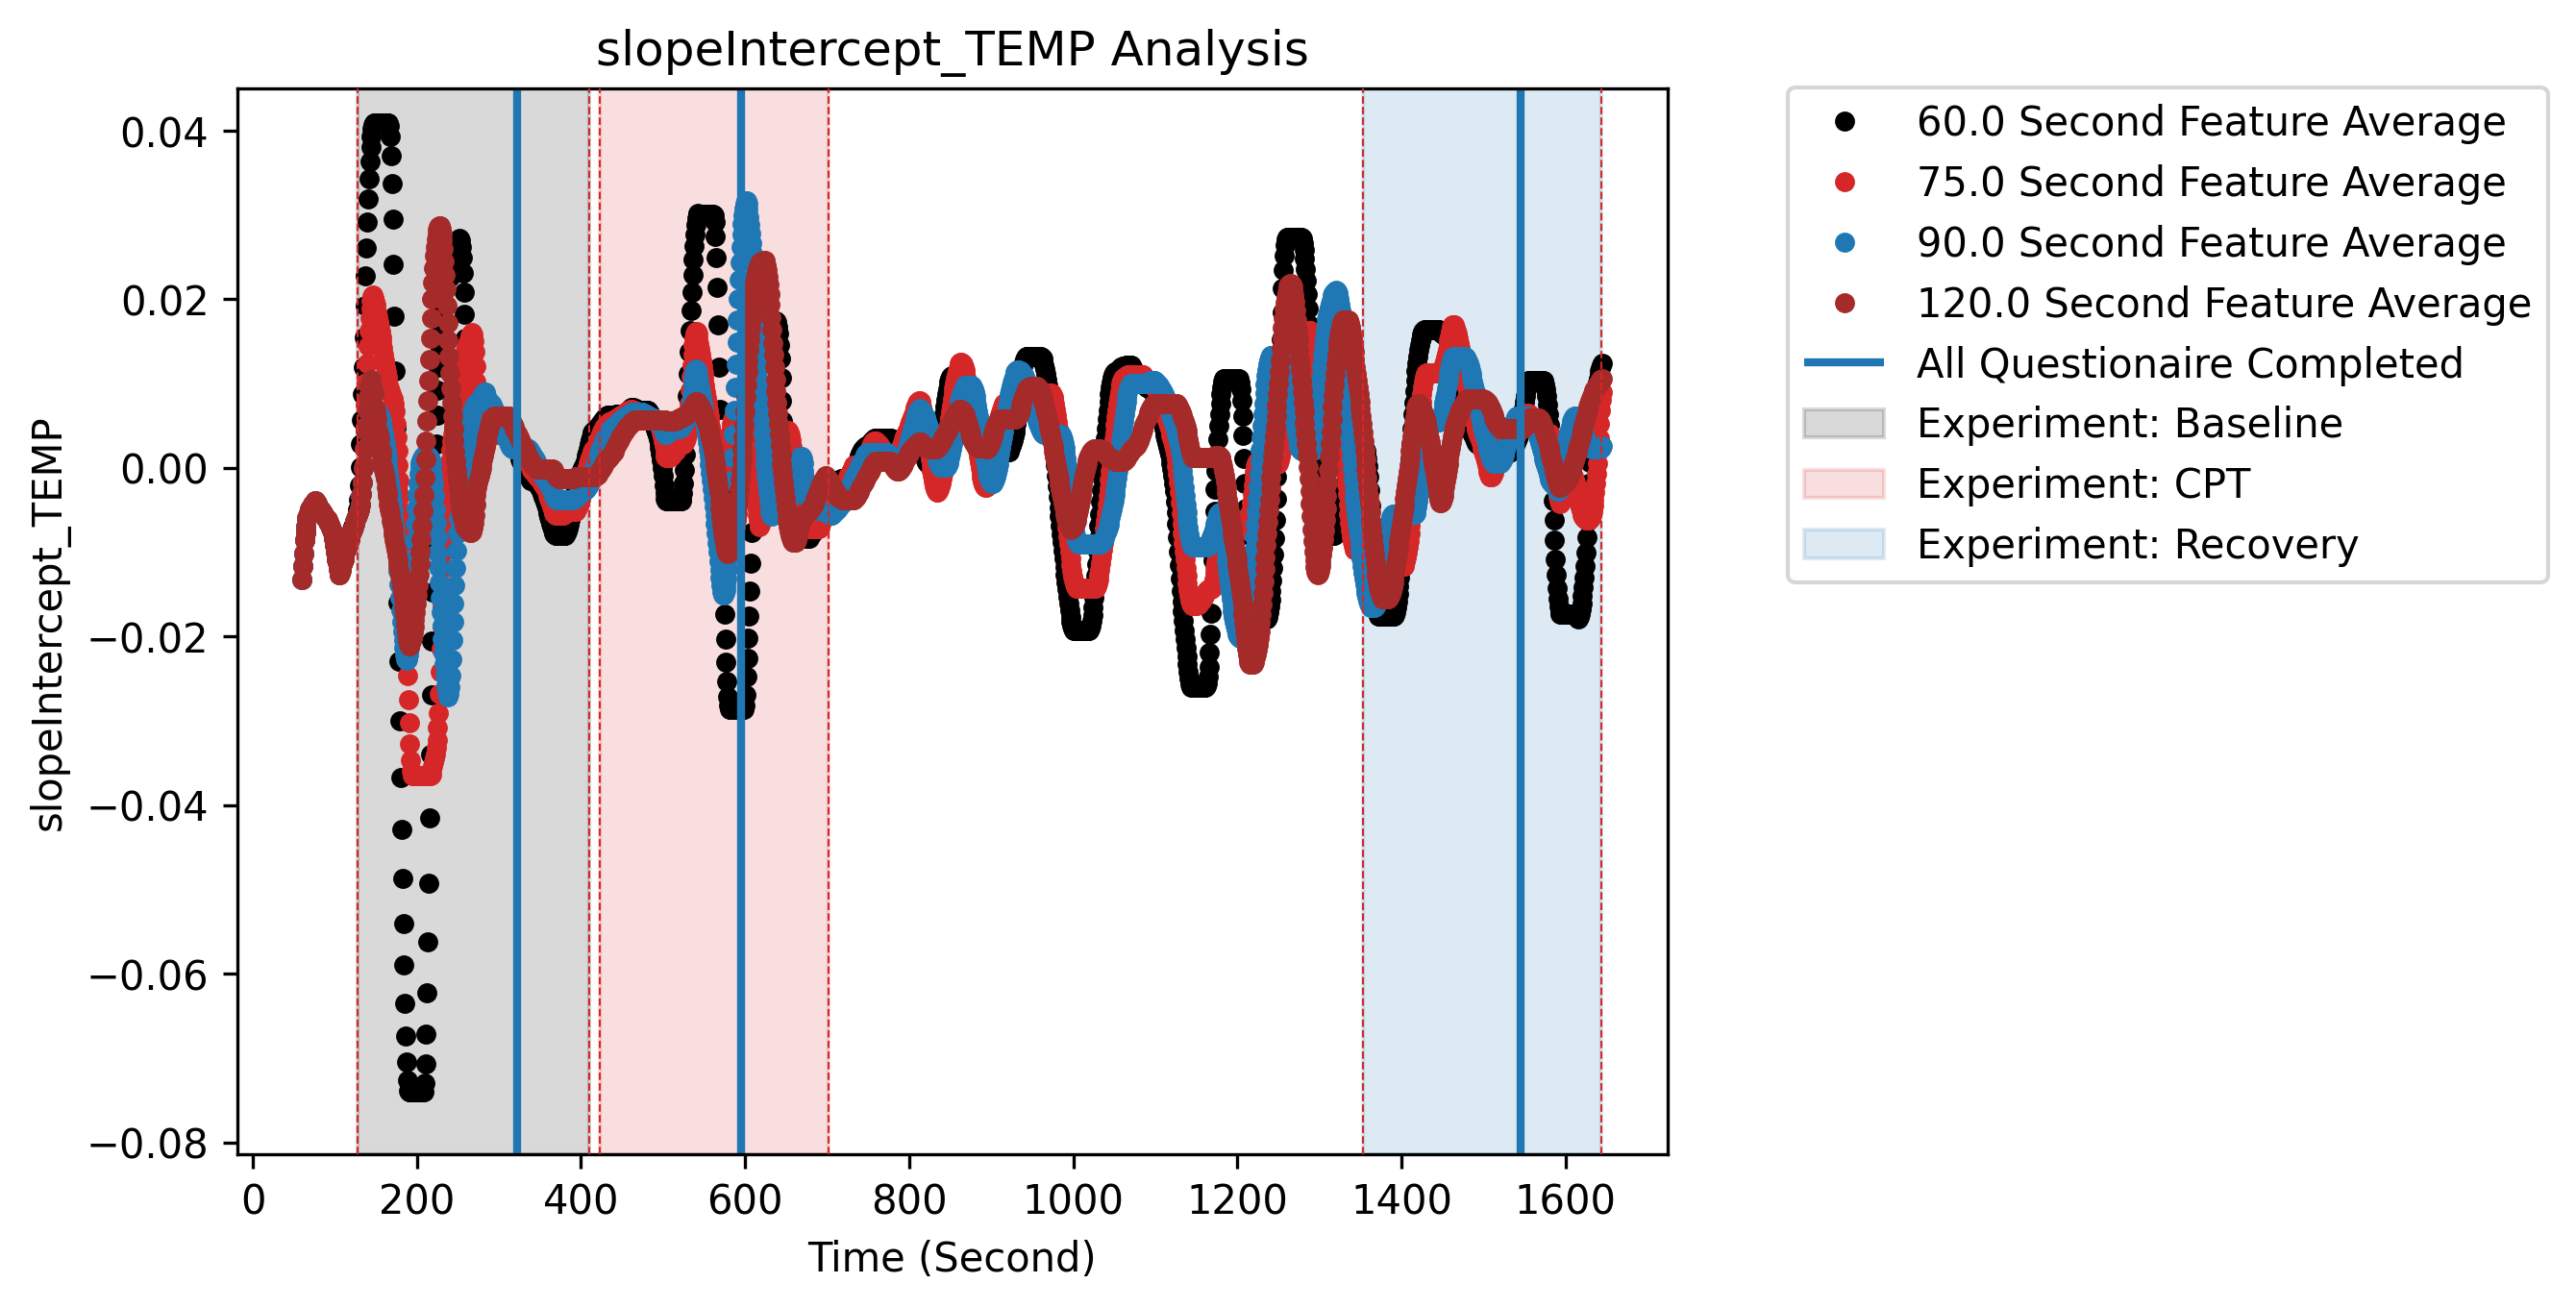 slopeIntercept_TEMP Analysis
0.04
0.02
0.00
−0.02
−0.04
−0.06
−0.08
slopeIntercept_TEMP
0 200 400 600 800 1000 1200 1400 1600
Time (Second)
60.0 Second Feature Average
75.0 Second Feature Average
90.0 Second Feature Average
120.0 Second Feature Average
All Questionaire Completed
Experiment: Baseline
Experiment: CPT
Experiment: Recovery